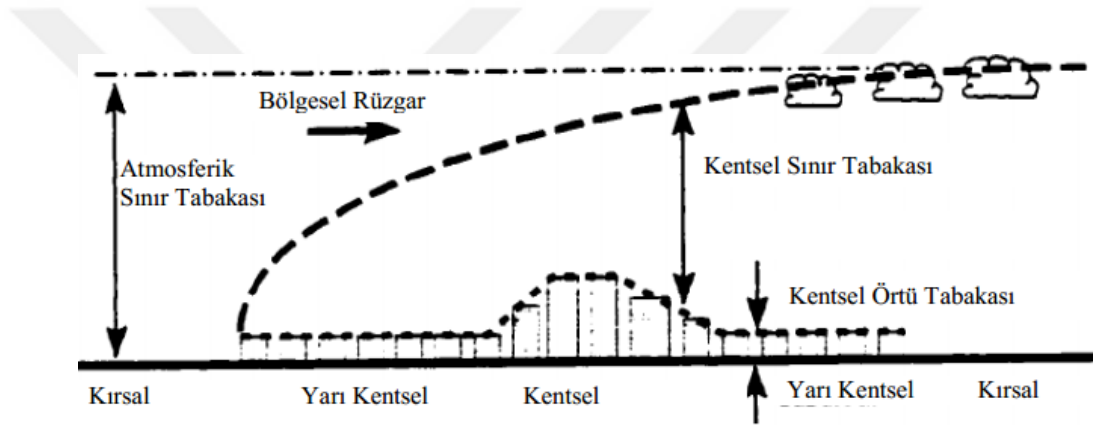 Bölgesel Rüzgar
Atmosferik
Sınır Tabakası
Kentsel Sınır Tabakası
Kentsel Örtü Tabakası
Kırsal
Yarı Kentsel
Kentsel
Yarı Kentsel
Kırsal